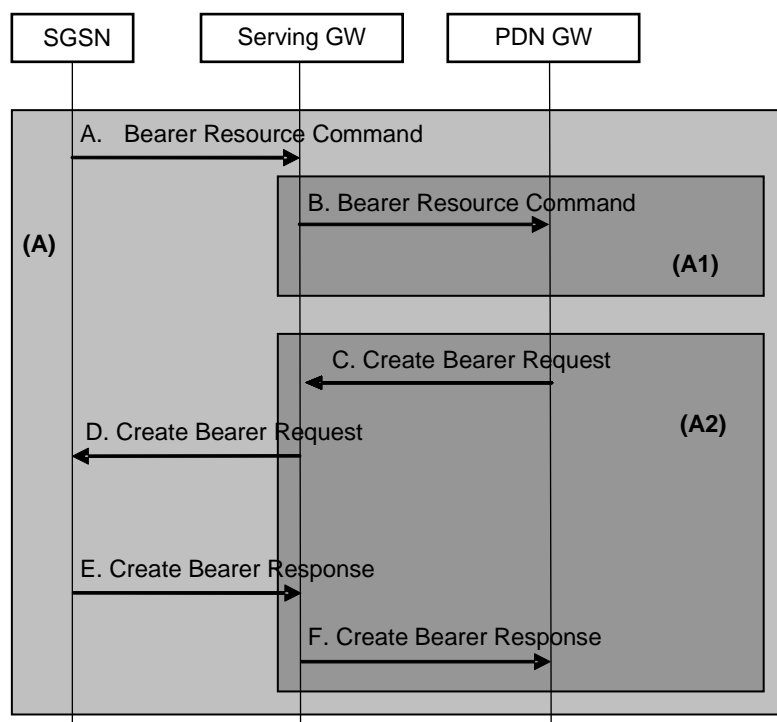 SGSN
Serving GW
PDN GW
A. Bearer Resource Command
B. Bearer Resource Command
(A)
(A1)
C. Create Bearer Request
(A2)
D. Create Bearer Request
E. Create Bearer Response
F. Create Bearer Response